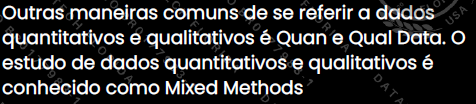 Outras maneiras comuns de se referir a dados
quantitativos e qualitativos é Quan e Qual Data. O
estudo de dados quantitativos e qualitativos é
conhecido como Mixed Methods